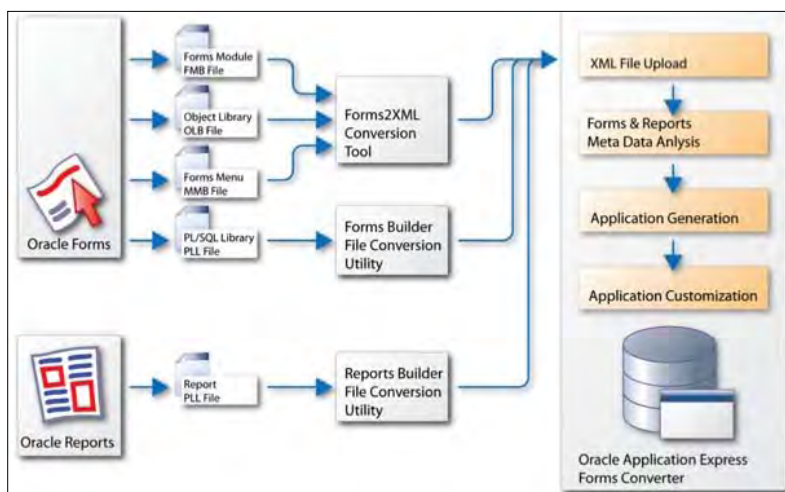 Forms Module
FMB File
Object Library
OLB File
Forms Menu
MMB File
PL/SQL Library
PLL File
Oracle Forms
Forms2XML
Conversion
Tool
Forms Builder
File Conversion
Utility
Report
PLL File
Oracle Reports
Reports Builder
File Conversion
Utility
XML File Upload
Forms & Reports
Meta Data Anlysis
Application Generation
Application Customization
Oracle Application Express
Forms Converter